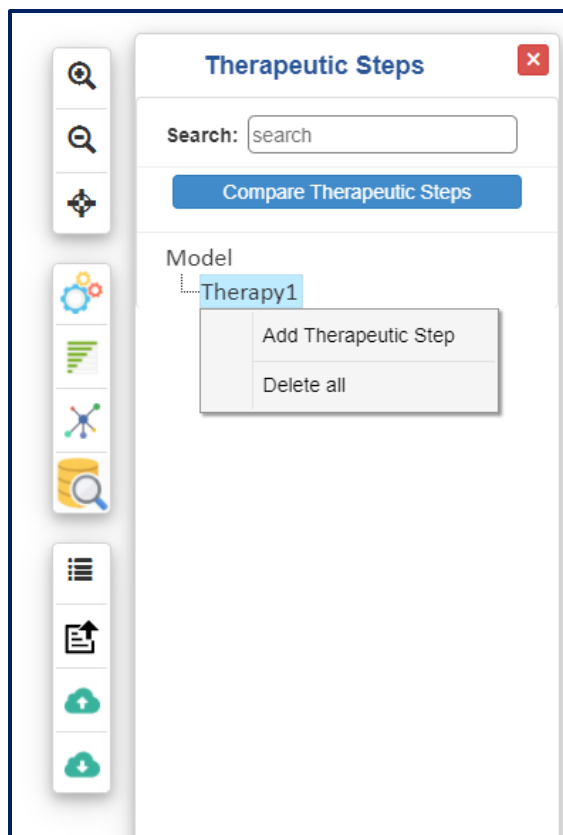 Therapeutic Steps
Search: search
Compare Therapeutic Steps
Model
Therapy1
Add Therapeutic Step
Delete all